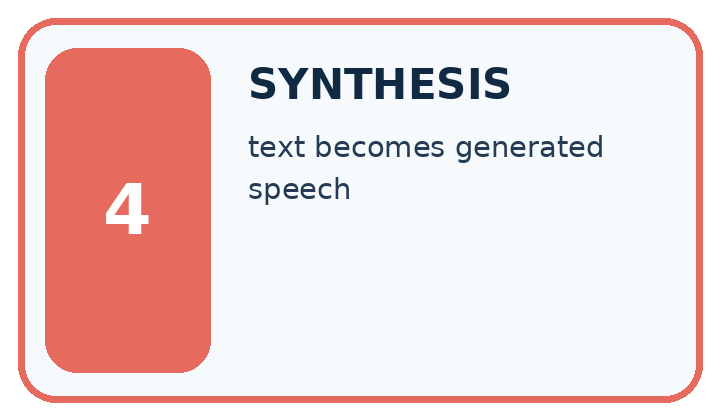 4
SYNTHESIS
text becomes generated
speech